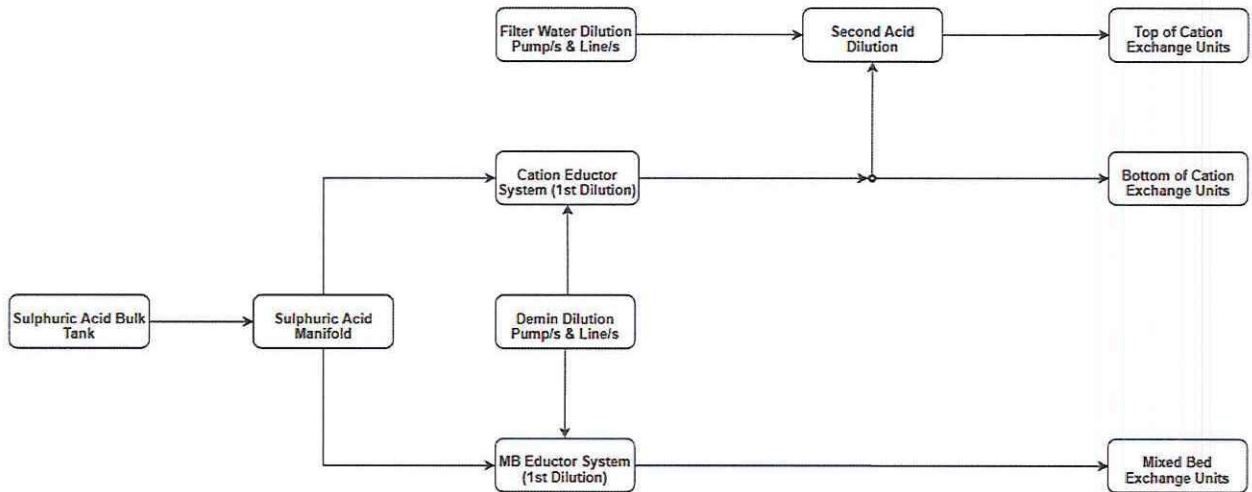 Filter Water Dilution
Pump/s & Line/s
Second Acid
Dilution
Top of Cation
Exchange Units
Cation Eductor
System (1st Dilution)
Bottom of Cation
Exchange Units
Sulphuric Acid Bulk
Tank
Sulphuric Acid
Manifold
Demin Dilution
Pump/s & Line/s
MB Eductor System
(1st Dilution)
Mixed Bed
Exchange Units